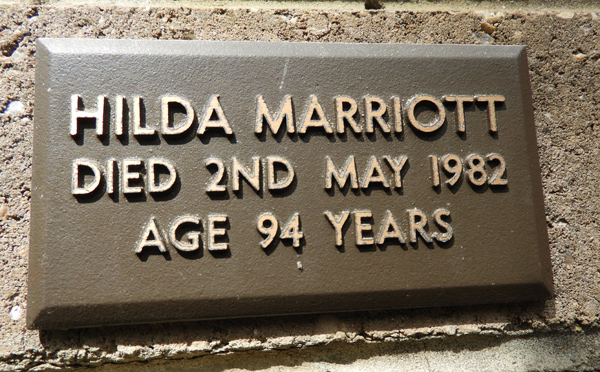 HILDA MARRIOTT
DIED 2ND MAY 1982
AGE 94 YEARS